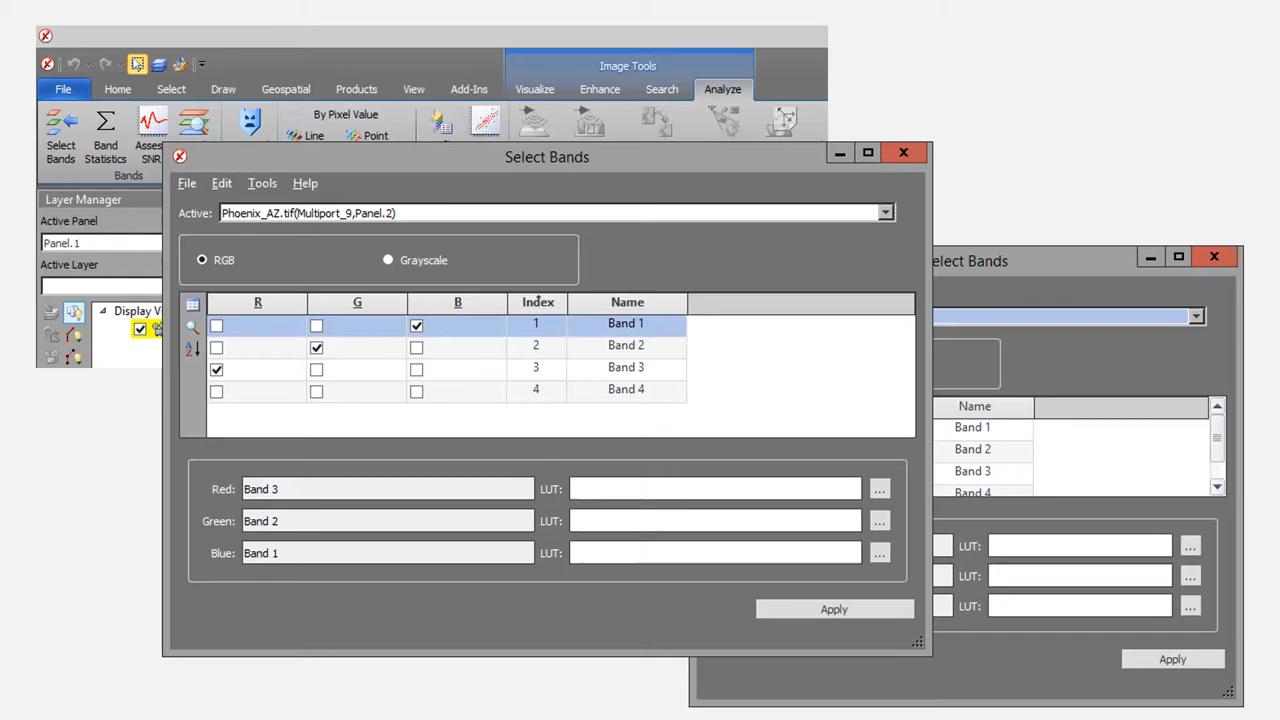 Image Tools
File Home Select Draw Geospatial Products View Add-Ins Visualize Enhance Search Analyze
Select Bands
Band Statistics
Asses SNR
By Pixel Value
Line Point
Bands
Layer Manager
Active Panel
Panel.1
Active Layer
Display V
Select Bands
File Edit Tools Help
Active: Phoenix_AZ.tif(Multiport_9,Panel.2)
RGB Grayscale
R G B Index Name
1 Band 1
2 Band 2
3 Band 3
4 Band 4
Red: Band 3 LUT: ...
Green: Band 2 LUT: ...
Blue: Band 1 LUT: ...
Apply
elect Bands
Name
Band 1
Band 2
Band 3
Band 4
LUT: ...
LUT: ...
LUT: ...
Apply